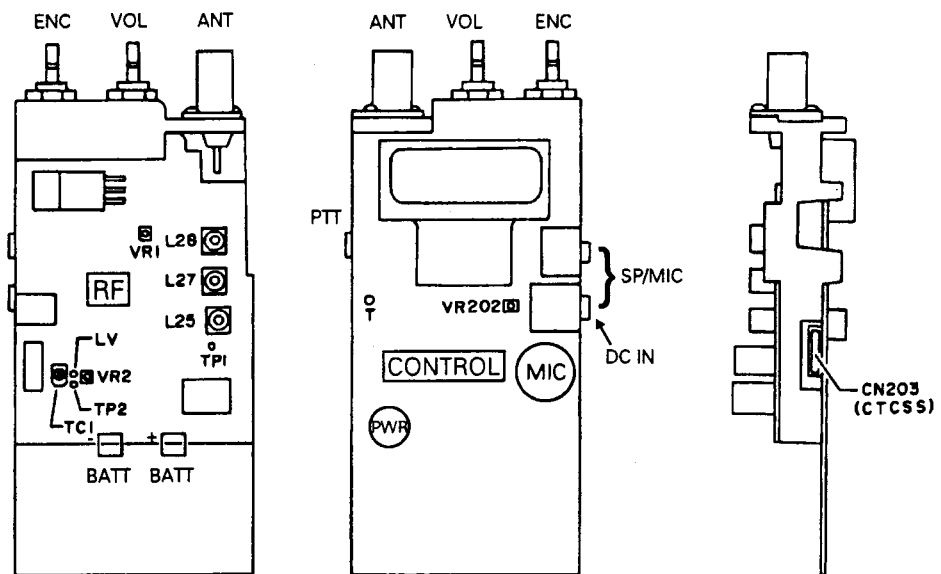 ENC VOL ANT
VR1
L28
RF
L27
L25
LV
TP1
VR2
TP2
TC1
- +
BATT BATT
ANT VOL ENC
PTT
SP/MIC
T
VR202
DC IN
CONTROL
MIC
PWR
CN203
(CTCSS)